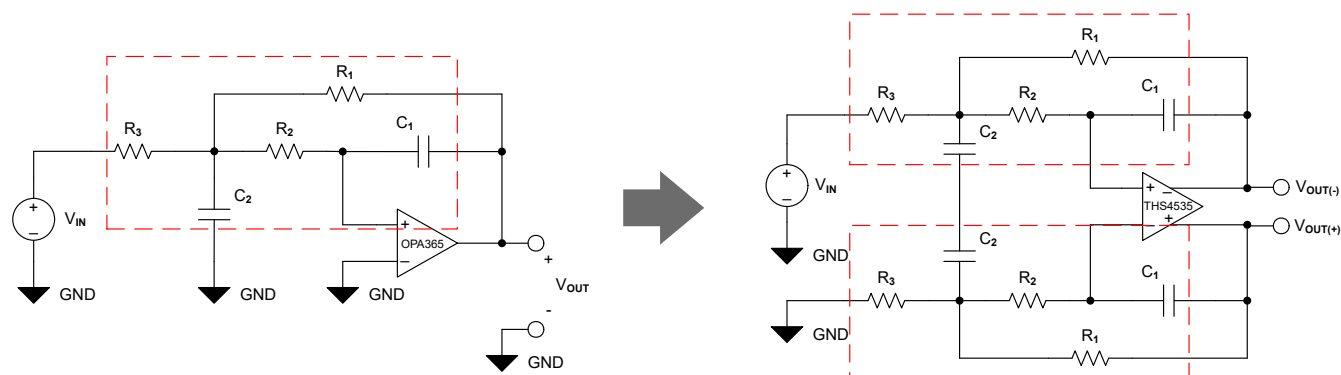 R1
R3
R2
C1
C2
VIN
+
−
+
−
OPA365
GND
GND
GND
+
VOUT
-
GND
R1
R3
R2
C1
C2
+
−
VIN
GND
+
−
THS4535
−
+
VOUT(-)
VOUT(+)
C2
R3
R2
C1
GND
R1